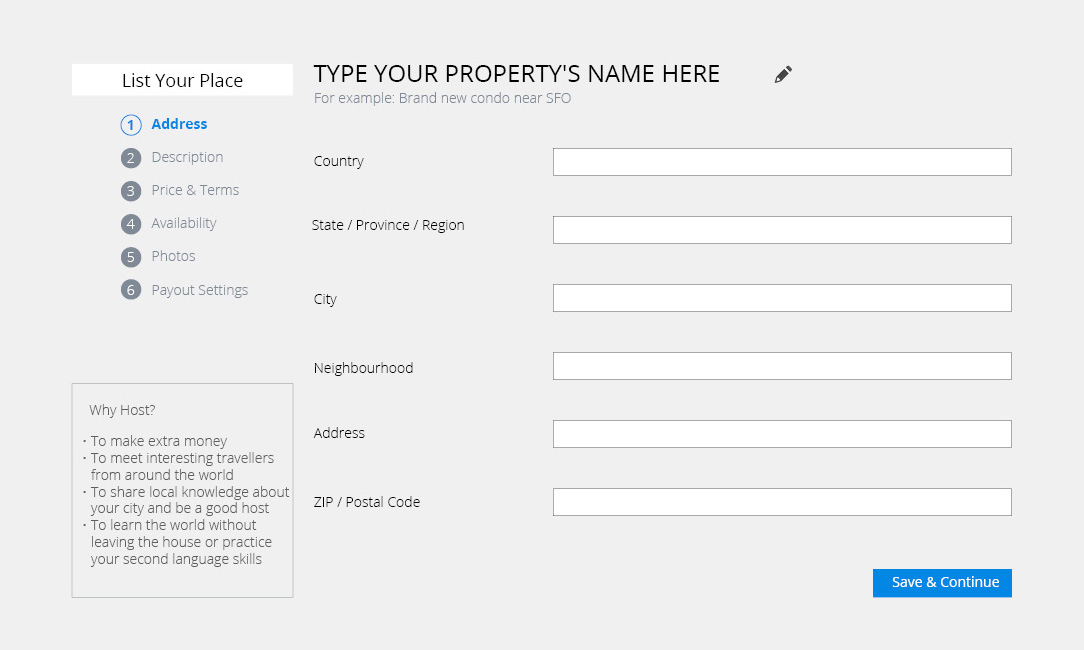 List Your Place
1 Address
2 Description
3 Price & Terms
4 Availability
5 Photos
6 Payout Settings
Why Host?
· To make extra money
· To meet interesting travellers
from around the world
· To share local knowledge about
your city and be a good host
· To learn the world without
leaving the house or practice
your second language skills
TYPE YOUR PROPERTY'S NAME HERE
For example: Brand new condo near SFO
Country
State / Province / Region
City
Neighbourhood
Address
ZIP / Postal Code
Save & Continue